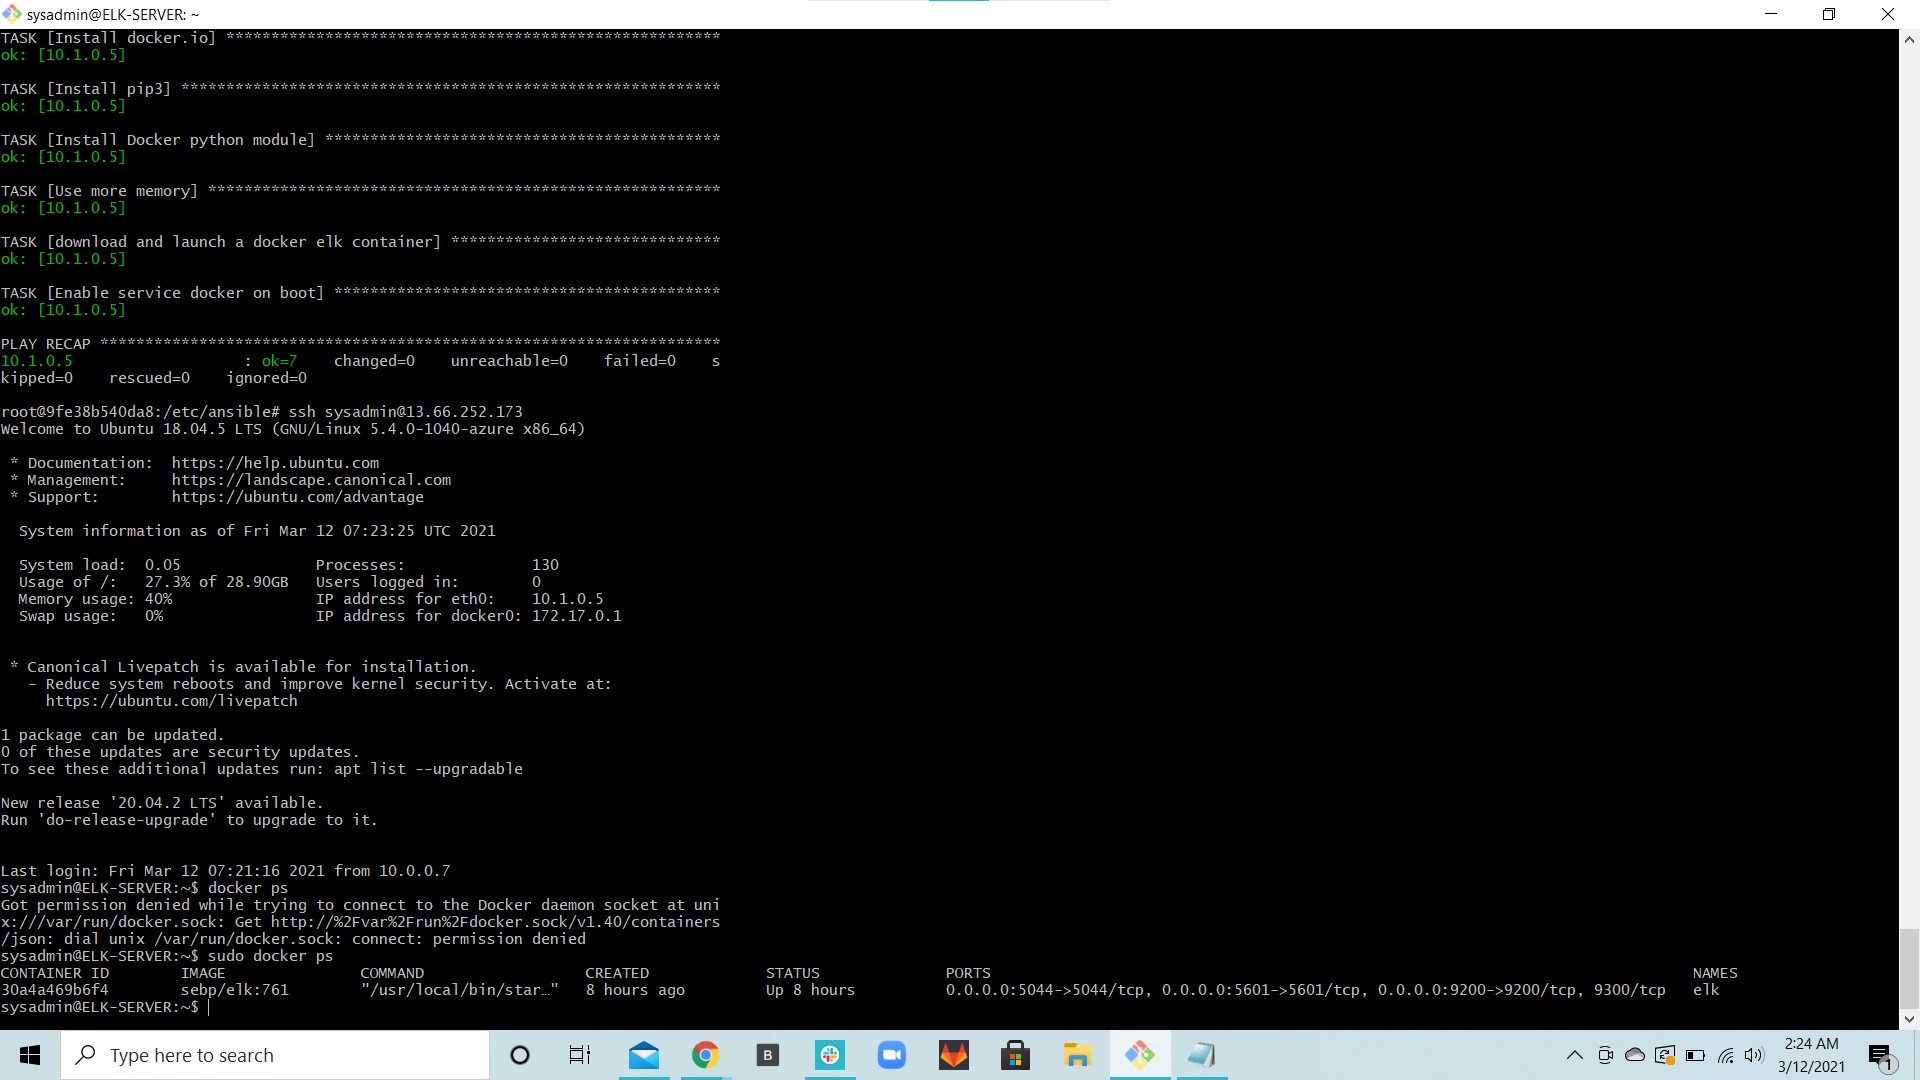 sysadmin@ELK-SERVER: ~
TASK [Install docker.io] *******************************************************
ok: [10.1.0.5]
TASK [Install pip3] ************************************************************
ok: [10.1.0.5]
TASK [Install Docker python module] ********************************************
ok: [10.1.0.5]
TASK [Use more memory] *********************************************************
ok: [10.1.0.5]
TASK [download and launch a docker elk container] ******************************
ok: [10.1.0.5]
TASK [Enable service docker on boot] *******************************************
ok: [10.1.0.5]
PLAY RECAP *********************************************************************
10.1.0.5                   : ok=7    changed=0    unreachable=0    failed=0    s
kipped=0    rescued=0    ignored=0
root@9fe38b540da8:/etc/ansible# ssh sysadmin@13.66.252.173
Welcome to Ubuntu 18.04.5 LTS (GNU/Linux 5.4.0-1040-azure x86_64)
* Documentation:  https://help.ubuntu.com
* Management:     https://landscape.canonical.com
* Support:        https://ubuntu.com/advantage
System information as of Fri Mar 12 07:23:25 UTC 2021
System load:  0.05               Processes:              130
Usage of /:   27.3% of 28.90GB   Users logged in:        0
Memory usage: 40%                IP address for eth0:    10.1.0.5
Swap usage:   0%                 IP address for docker0: 172.17.0.1
* Canonical Livepatch is available for installation.
- Reduce system reboots and improve kernel security. Activate at:
https://ubuntu.com/livepatch
1 package can be updated.
0 of these updates are security updates.
To see these additional updates run: apt list --upgradable
New release '20.04.2 LTS' available.
Run 'do-release-upgrade' to upgrade to it.
Last login: Fri Mar 12 07:21:16 2021 from 10.0.0.7
sysadmin@ELK-SERVER:~$ docker ps
Got permission denied while trying to connect to the Docker daemon socket at uni
x:///var/run/docker.sock: Get http://%2Fvar%2Frun%2Fdocker.sock/v1.40/containers
/json: dial unix /var/run/docker.sock: connect: permission denied
sysadmin@ELK-SERVER:~$ sudo docker ps
CONTAINER ID        IMAGE               COMMAND                  CREATED             STATUS              PORTS                                                                              NAMES
30a4a469b6f4        sebp/elk:761        "/usr/local/bin/star…"   8 hours ago         Up 8 hours          0.0.0.0:5044->5044/tcp, 0.0.0.0:5601->5601/tcp, 0.0.0.0:9200->9200/tcp, 9300/tcp   elk
sysadmin@ELK-SERVER:~$
Type here to search
B
2:24 AM
3/12/2021
1